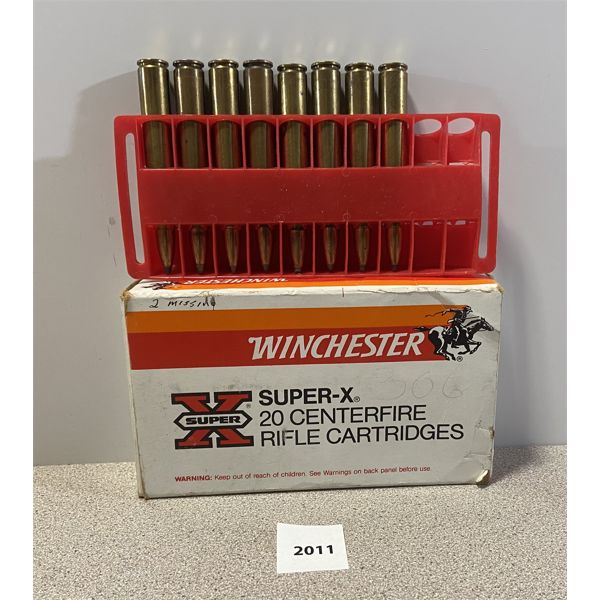 2 MISSING
WINCHESTER
SUPER-X®
X SUPER
20 CENTERFIRE
RIFLE CARTRIDGES
WARNING: Keep out of reach of children. See Warnings on back panel before use.
2011